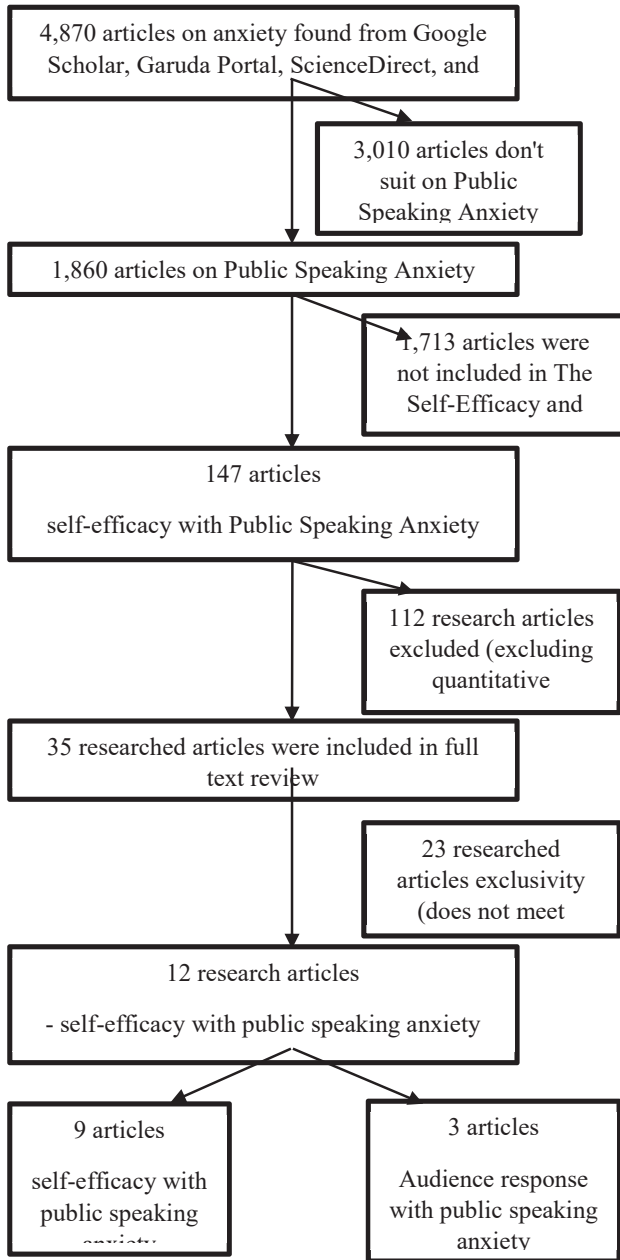 4,870 articles on anxiety found from Google
Scholar, Garuda Portal, ScienceDirect, and
3,010 articles don't
suit on Public
Speaking Anxiety
1,860 articles on Public Speaking Anxiety
1,713 articles were
not included in The
Self-Efficacy and
147 articles
self-efficacy with Public Speaking Anxiety
112 research articles
excluded (excluding
quantitative
35 researched articles were included in full
text review
23 researched
articles exclusivity
(does not meet
12 research articles
- self-efficacy with public speaking anxiety
9 articles
self-efficacy with
public speaking
anxiety
3 articles
Audience response
with public speaking
anxiety